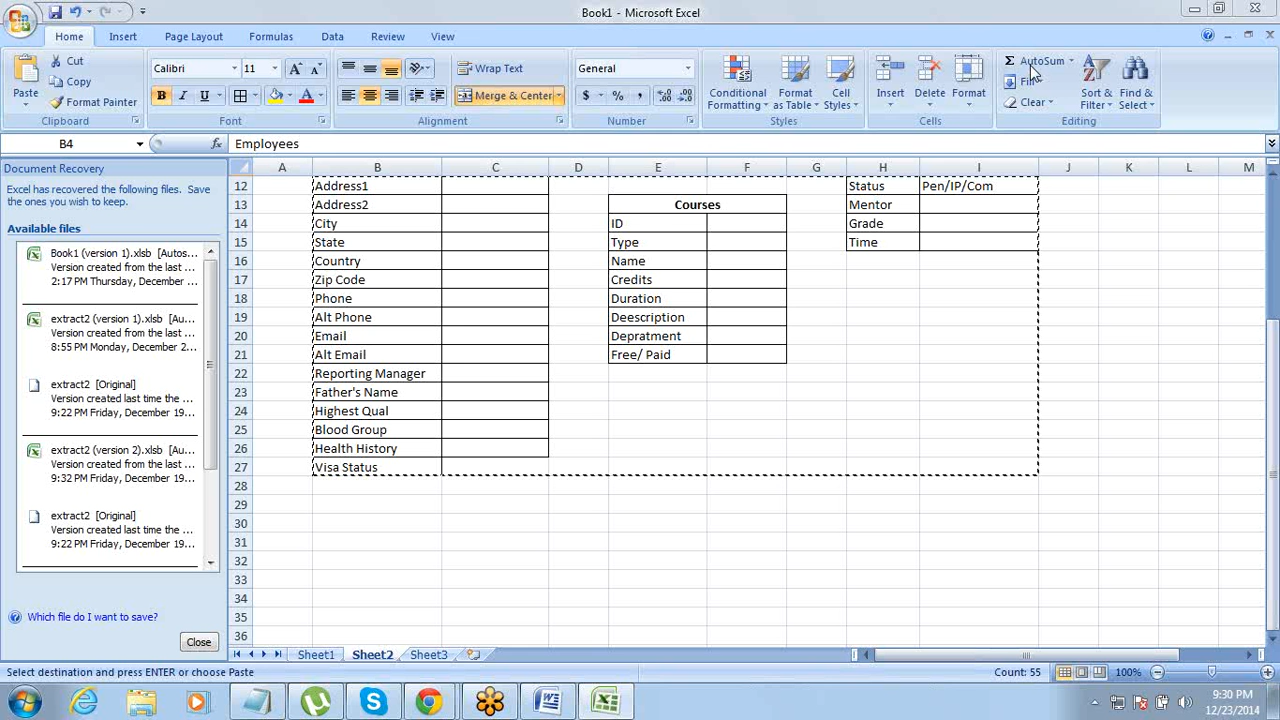 Book1 - Microsoft Excel
Home Insert Page Layout Formulas Data Review View
Paste
Cut
Copy
Format Painter
Clipboard
Calibri 11
B I U
Font
Wrap Text
Merge & Center
Alignment
General
$ % ,
Number
Conditional Formatting
Format as Table
Cell Styles
Styles
Insert Delete Format
Cells
Σ AutoSum
Fill
Clear
Sort & Filter
Find & Select
Editing
B4 fx Employees
Document Recovery
Excel has recovered the following files. Save
the ones you wish to keep.
Available files
Book1 (version 1).xlsb [Autos...
Version created from the last ...
2:17 PM Thursday, December ...
extract2 (version 1).xlsb [Au...
Version created from the last ...
8:55 PM Monday, December 2...
extract2 [Original]
Version created last time the ...
9:22 PM Friday, December 19...
extract2 (version 2).xlsb [Au...
Version created from the last ...
9:32 PM Friday, December 19...
extract2 [Original]
Version created last time the ...
9:22 PM Friday, December 19...
Which file do I want to save?
Close
A B C D E F G H I J K L M
12 Address1 Status Pen/IP/Com
13 Address2 Courses Mentor
14 City ID Grade
15 State Type Time
16 Country Name
17 Zip Code Credits
18 Phone Duration
19 Alt Phone Deescription
20 Email Depratment
21 Alt Email Free/ Paid
22 Reporting Manager
23 Father's Name
24 Highest Qual
25 Blood Group
26 Health History
27 Visa Status
28
29
30
31
32
33
34
35
36
Sheet1 Sheet2 Sheet3
Select destination and press ENTER or choose Paste Count: 55 100%
9:30 PM
12/23/2014